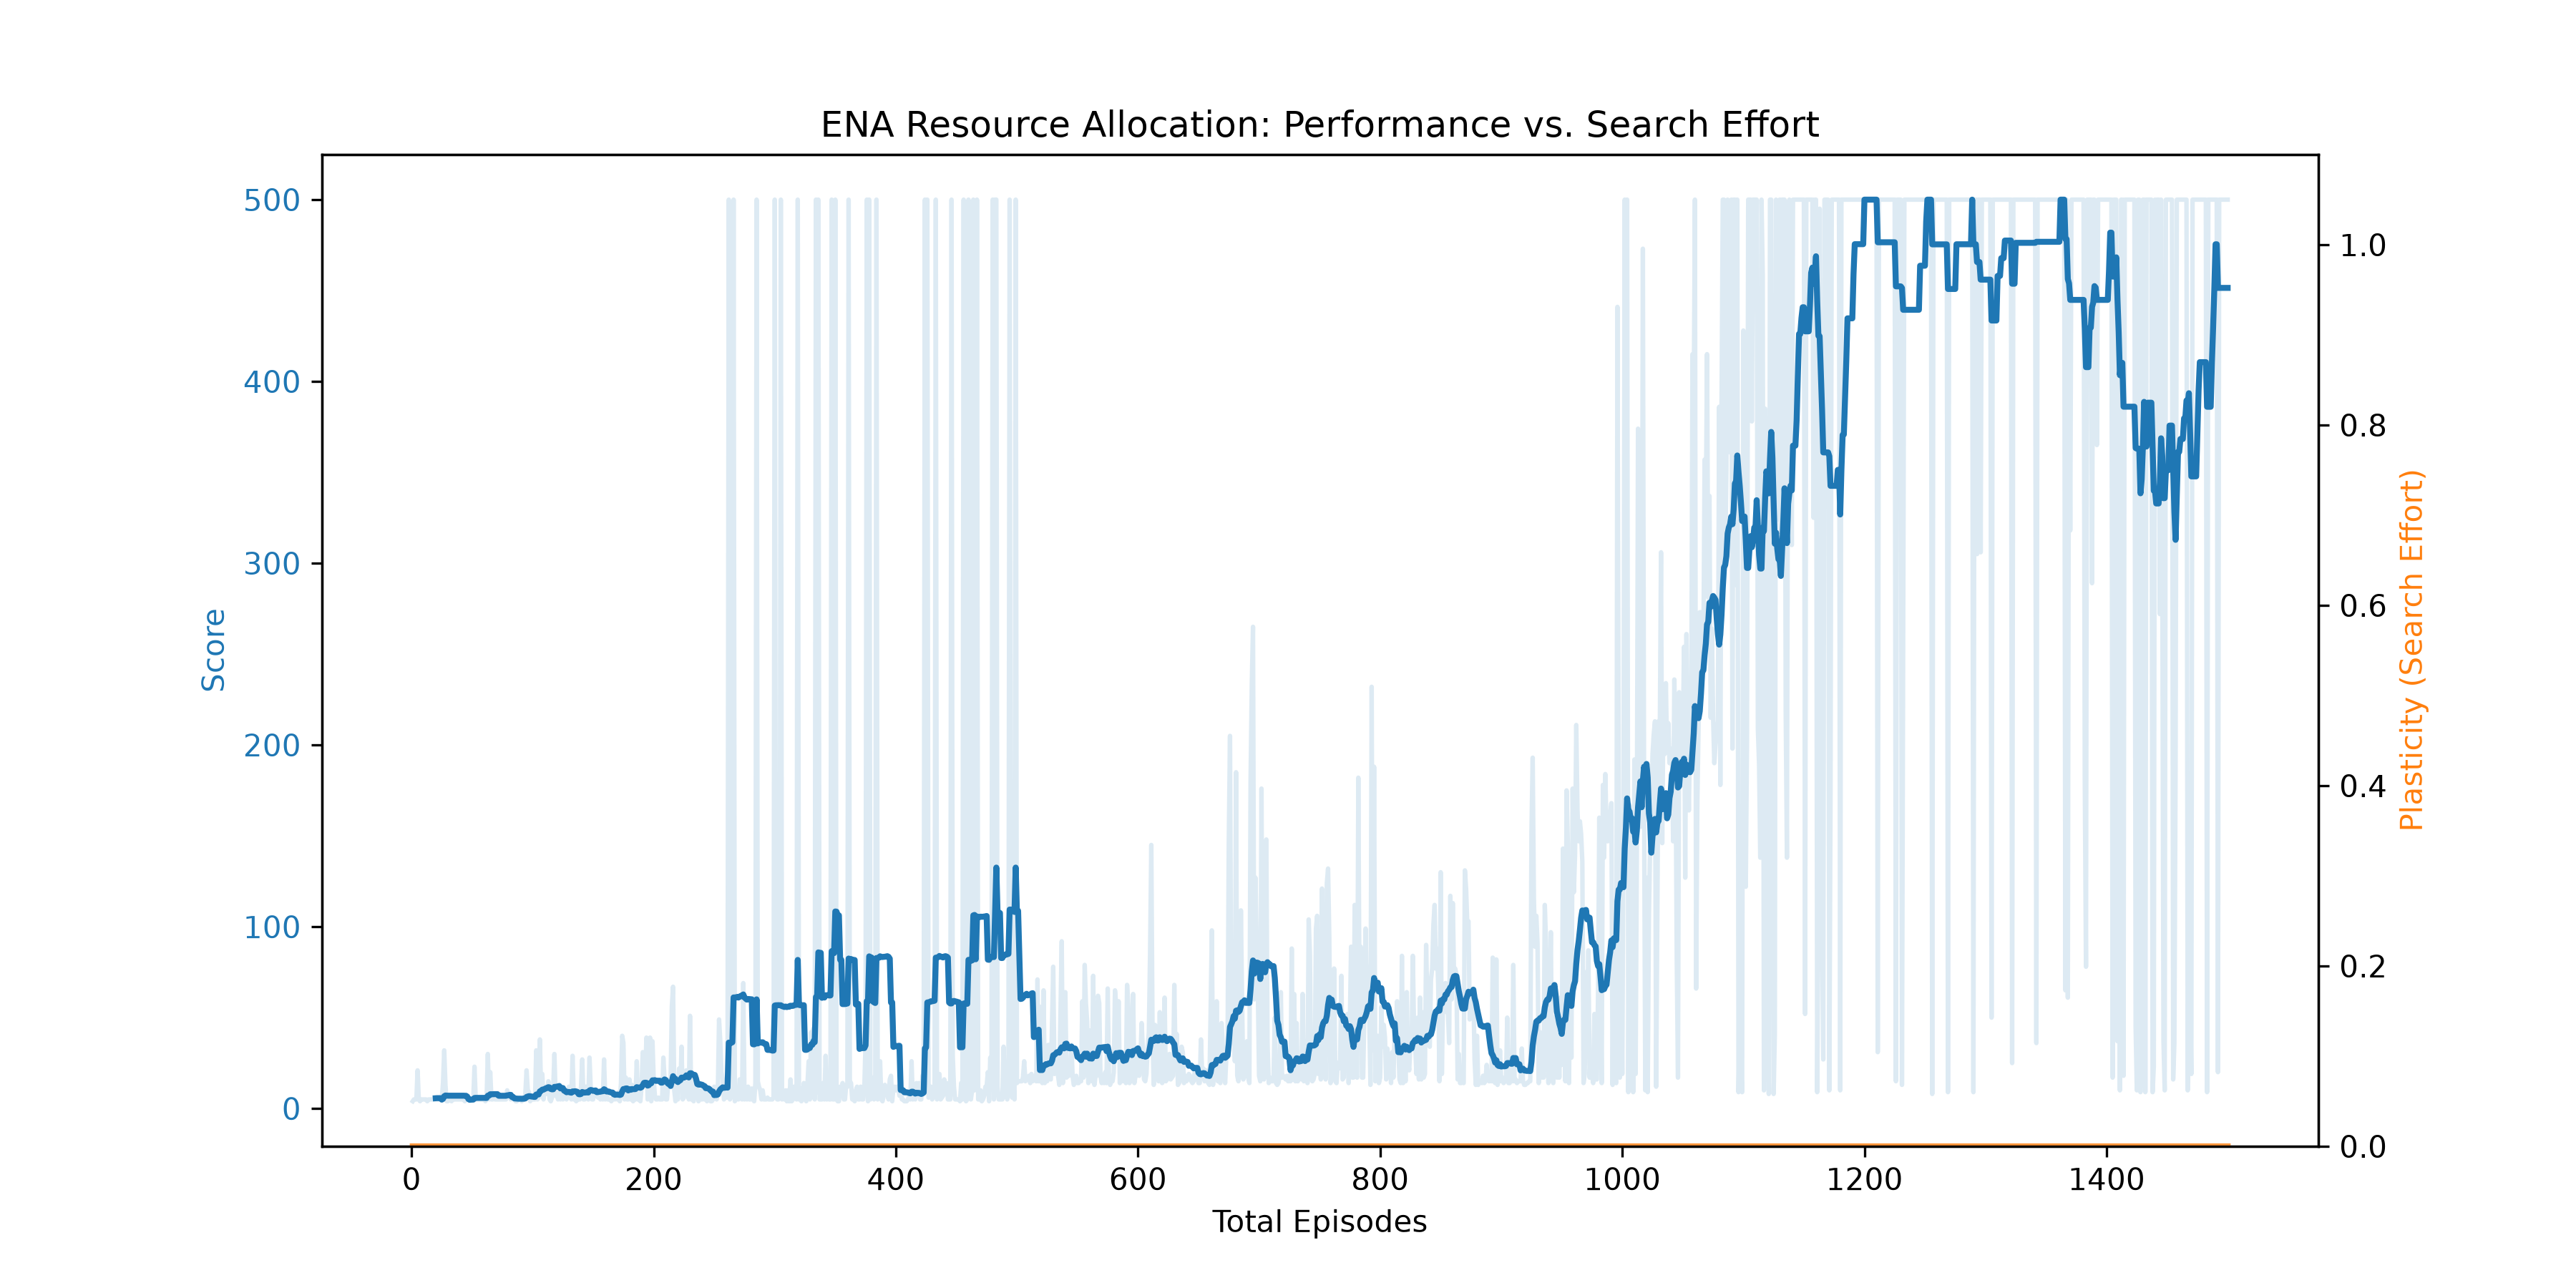 ENA Resource Allocation: Performance vs. Search Effort
500
400
300
200
100
0
Score
1.0
0.8
0.6
0.4
0.2
0.0
Plasticity (Search Effort)
0 200 400 600 800 1000 1200 1400
Total Episodes